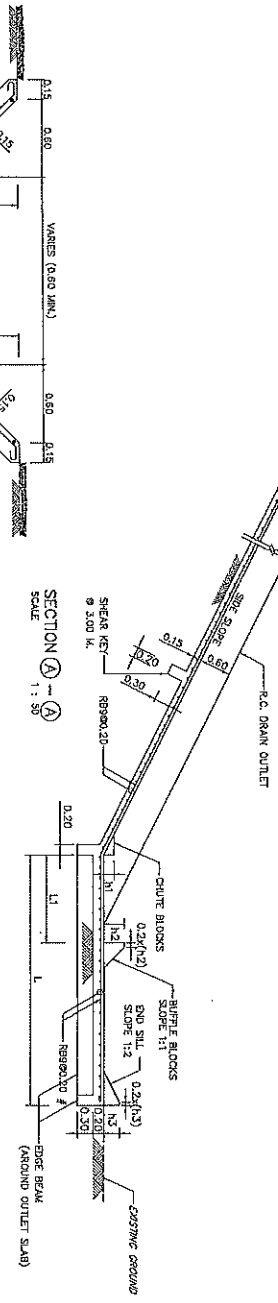 VARIES (0.60 MIN.)
0.15
0.60
0.60
0.15
0.15
SECTION A - A
SCALE 1 : 50
R.C. DRAIN OUTLET
SIDE SLOPE
0.60
0.15
0.20
0.30
SHEAR KEY
@ 3.00 M.
RB9@0.20
CHUTE BLOCKS
BUFFLE BLOCKS
SLOPE 1:1
0.2x(h2)
END SILL
SLOPE 1:2
0.2x(h3)
EXISTING GROUND
h1
h2
h3
0.20
0.20
0.30
L1
L
RB9@0.20 #
EDGE BEAM
(AROUND OUTLET SLAB)